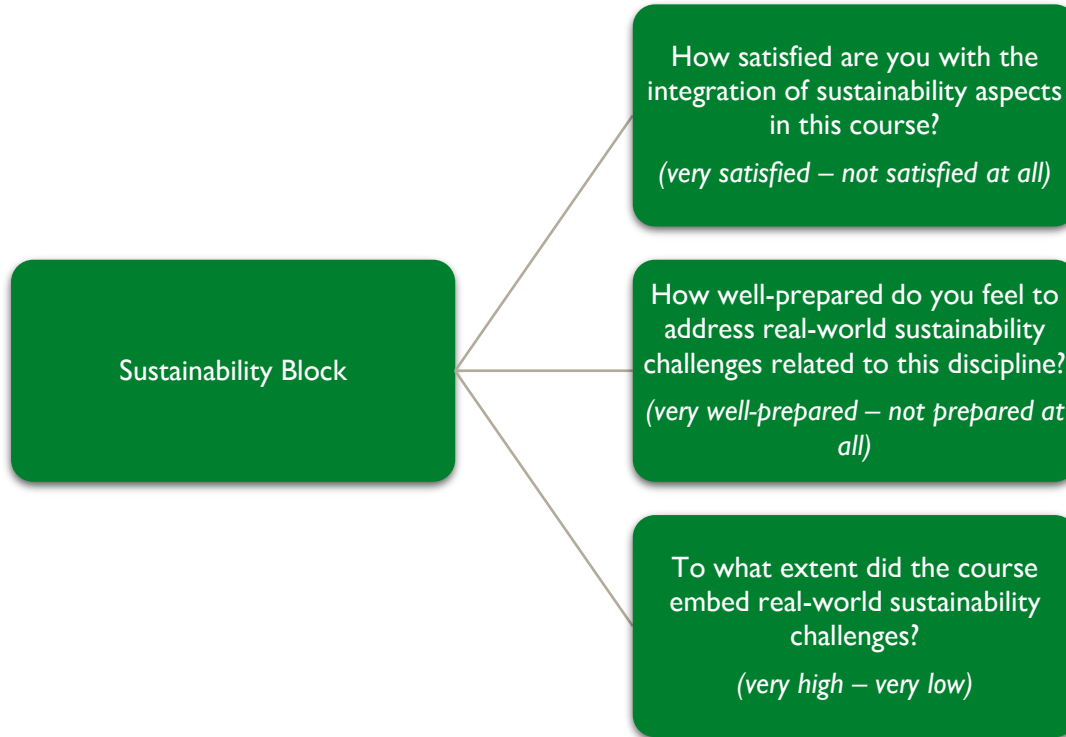 Sustainability Block
How satisfied are you with the
integration of sustainability aspects
in this course?
(very satisfied – not satisfied at all)
How well-prepared do you feel to
address real-world sustainability
challenges related to this discipline?
(very well-prepared – not prepared at
all)
To what extent did the course
embed real-world sustainability
challenges?
(very high – very low)